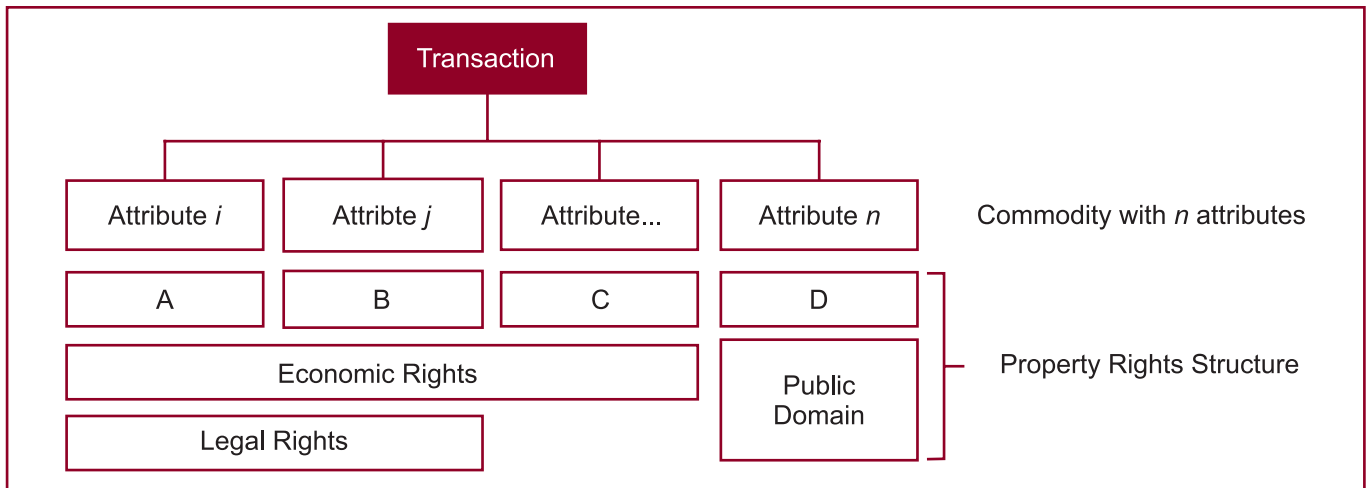 Transaction
Attribute i
Attribte j
Attribute...
Attribute n
Commodity with n attributes
A
B
C
D
Economic Rights
Public
Domain
Property Rights Structure
Legal Rights